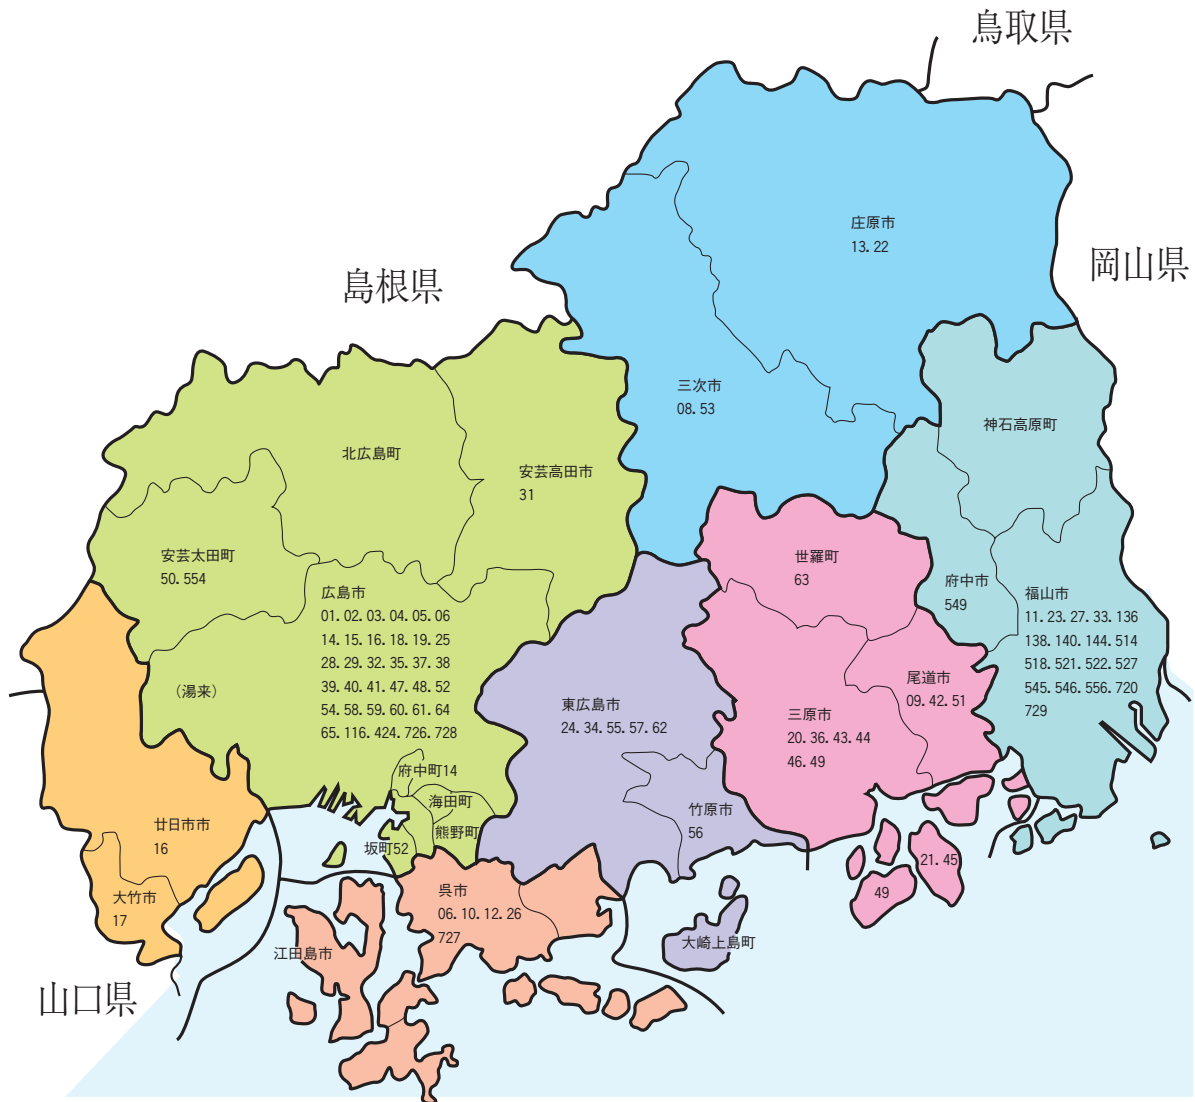 鳥取県
庄原市
13. 22
岡山県
島根県
三次市
08. 53
神石高原町
北広島町
安芸高田市
31
安芸太田町
50. 554
世羅町
63
府中市
549
広島市
01. 02. 03. 04. 05. 06
14. 15. 16. 18. 19. 25
28. 29. 32. 35. 37. 38
39. 40. 41. 47. 48. 52
54. 58. 59. 60. 61. 64
65. 116. 424. 726. 728
福山市
11. 23. 27. 33. 136
138. 140. 144. 514
518. 521. 522. 527
545. 546. 556. 720
729
(湯来)
東広島市
24. 34. 55. 57. 62
尾道市
09. 42. 51
三原市
20. 36. 43. 44
46. 49
府中町14
海田町
熊野町
坂町52
竹原市
56
廿日市市
16
大竹市
17
呉市
06. 10. 12. 26
727
21. 45
49
江田島市
大崎上島町
山口県